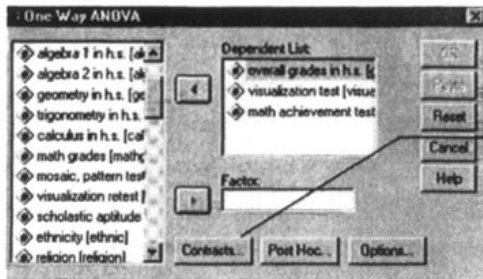 One Way ANOVA
algebra 1 in h.s. [al
algebra 2 in h.s. [al
geometry in h.s. [ge
trigonometry in h.s.
calculus in h.s. [cal
math grades [mathg
mosaic, pattern test
visualization retest [
scholastic aptitude
ethnicity [ethnic]
religion [religion]
Dependent List:
overall grades in h.s. [g
visualization test [visue
math achievement test
Factor:
Contrasts...
Post Hoc...
Options...
OK
Paste
Reset
Cancel
Help